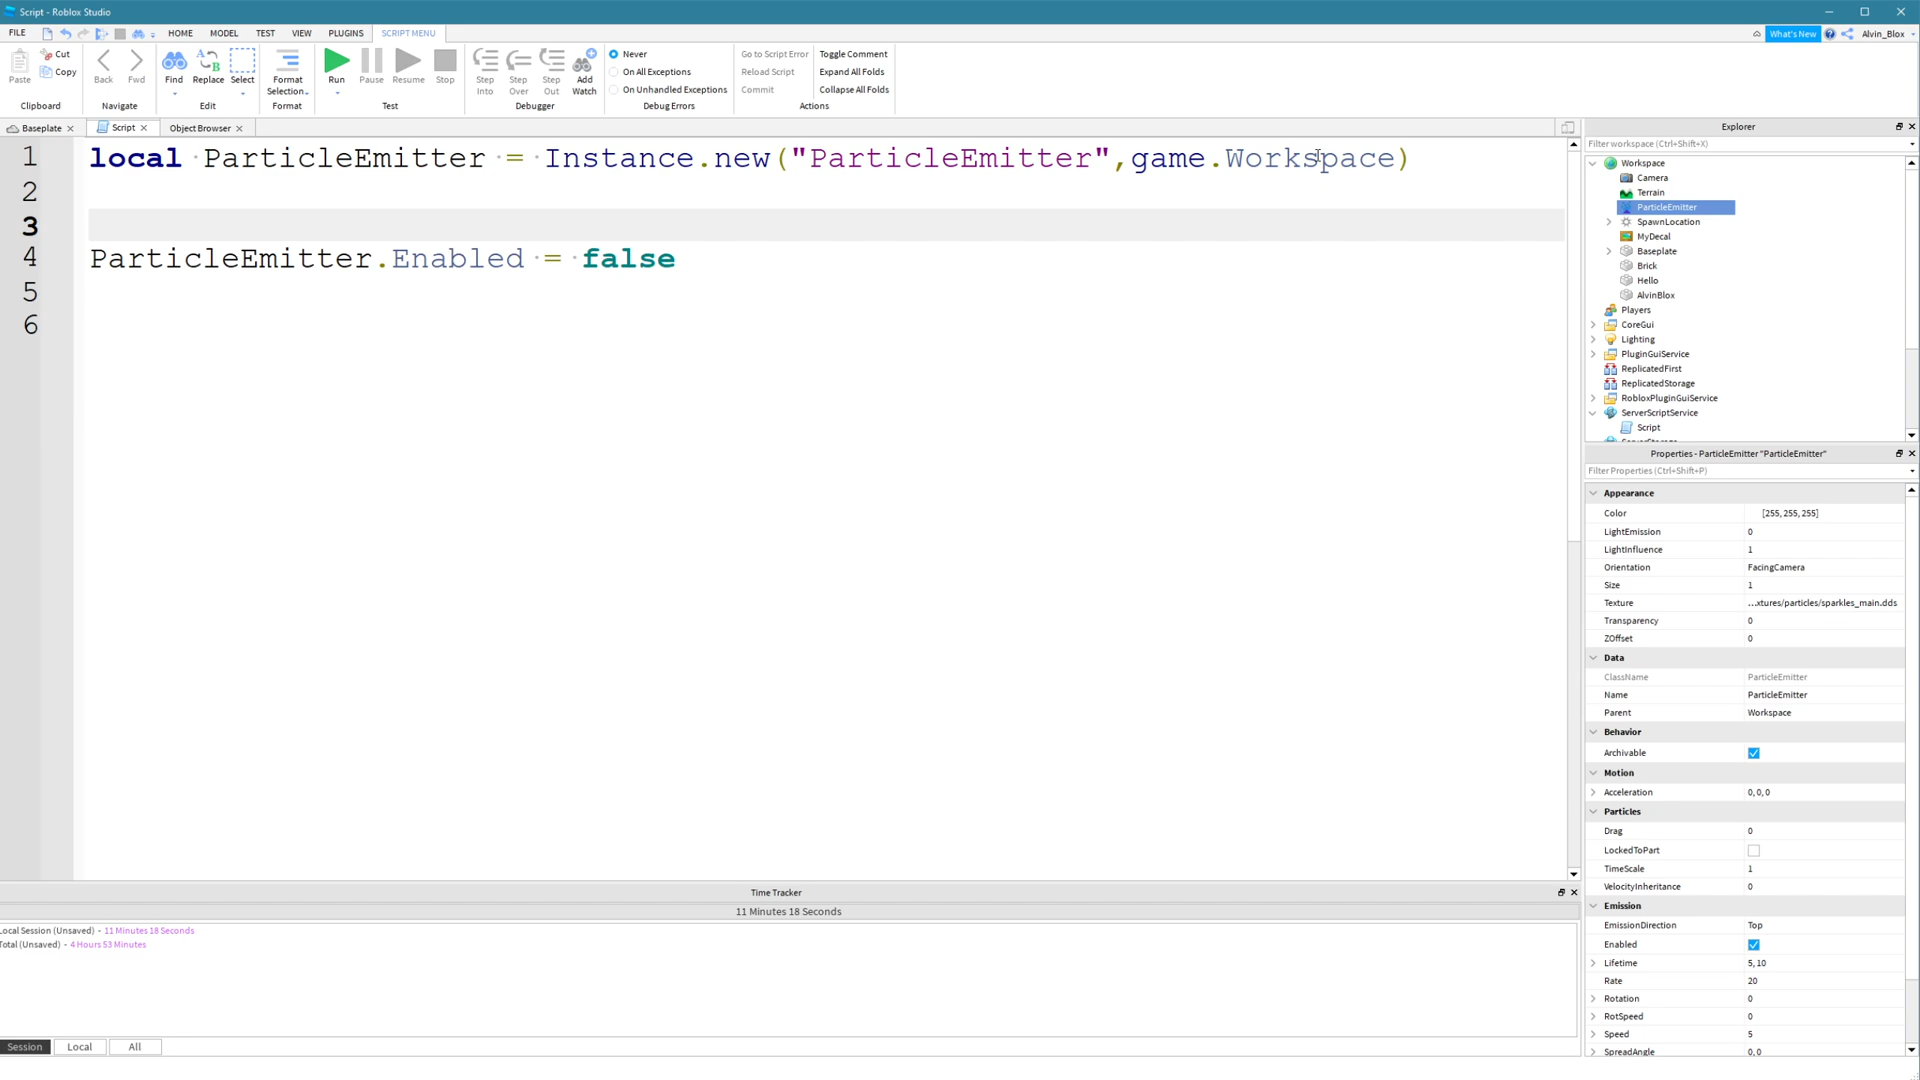 Script - Roblox Studio
FILE HOME MODEL TEST VIEW PLUGINS SCRIPT MENU What's New Alvin_Blox
Paste Cut Copy Clipboard
Back Fwd Navigate
Find Replace Select Edit
Format Selection Format
Run Pause Resume Stop Test
Step Into Step Over Step Out Add Watch Debugger
Never
On All Exceptions
On Unhandled Exceptions
Debug Errors
Go to Script Error Toggle Comment
Reload Script Expand All Folds
Commit Collapse All Folds
Actions
Baseplate Script Object Browser
1 local ParticleEmitter = Instance.new("ParticleEmitter",game.Workspace)
2
3
4 ParticleEmitter.Enabled = false
5
6
Time Tracker
11 Minutes 18 Seconds
Local Session (Unsaved) - 11 Minutes 18 Seconds
Total (Unsaved) - 4 Hours 53 Minutes
Session Local All
Explorer
Filter workspace (Ctrl+Shift+X)
Workspace
Camera
Terrain
ParticleEmitter
SpawnLocation
MyDecal
Baseplate
Brick
Hello
AlvinBlox
Players
CoreGui
Lighting
PluginGuiService
ReplicatedFirst
ReplicatedStorage
RobloxPluginGuiService
ServerScriptService
Script
ServerStorage
Properties - ParticleEmitter "ParticleEmitter"
Filter Properties (Ctrl+Shift+P)
Appearance
Color [255, 255, 255]
LightEmission 0
LightInfluence 1
Orientation FacingCamera
Size 1
Texture ...xtures/particles/sparkles_main.dds
Transparency 0
ZOffset 0
Data
ClassName ParticleEmitter
Name ParticleEmitter
Parent Workspace
Behavior
Archivable
Motion
Acceleration 0, 0, 0
Particles
Drag 0
LockedToPart
TimeScale 1
VelocityInheritance 0
Emission
EmissionDirection Top
Enabled
Lifetime 5, 10
Rate 20
Rotation 0
RotSpeed 0
Speed 5
SpreadAngle 0, 0